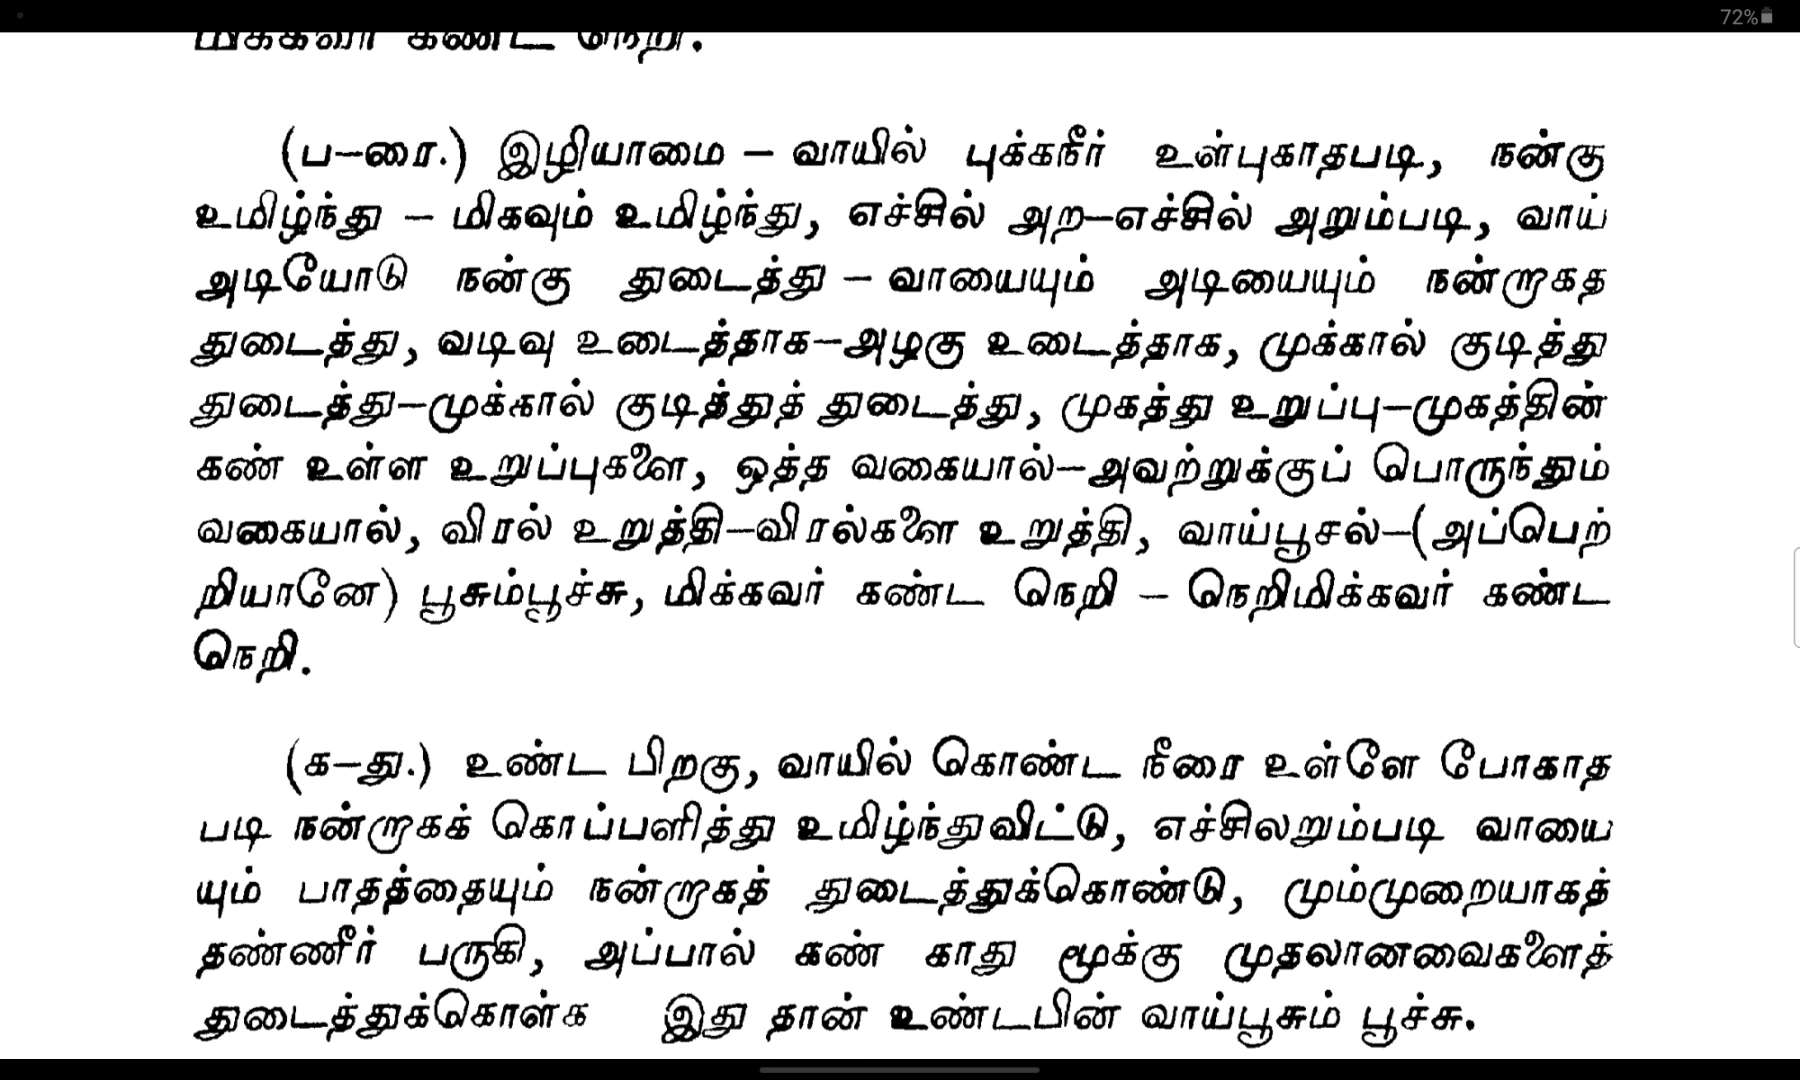 72%
மிக்கவர் கண்ட நெறி.
(ப–ரை.) இழியாமை – வாயில் புக்கநீர் உள்புகாதபடி, நன்கு
உமிழ்ந்து – மிகவும் உமிழ்ந்து, எச்சில் அற–எச்சில் அறும்படி, வாய்
அடியோடு நன்கு துடைத்து – வாயையும் அடியையும் நன்றாகத
துடைத்து, வடிவு உடைத்தாக–அழகு உடைத்தாக, முக்கால் குடித்து
துடைத்து–முக்கால் குடித்துத் துடைத்து, முகத்து உறுப்பு–முகத்தின்
கண் உள்ள உறுப்புகளை, ஒத்த வகையால்–அவற்றுக்குப் பொருந்தும்
வகையால், விரல் உறுத்தி–விரல்களை உறுத்தி, வாய்பூசல்–(அப்பெற்
றியானே) பூசும்பூச்சு, மிக்கவர் கண்ட நெறி – நெறிமிக்கவர் கண்ட
நெறி.
(க–து.) உண்ட பிறகு, வாயில் கொண்ட நீரை உள்ளே போகாத
படி நன்றாகக் கொப்பளித்து உமிழ்ந்துவிட்டு, எச்சிலறும்படி வாயை
யும் பாதத்தையும் நன்றாகத் துடைத்துக்கொண்டு, மும்முறையாகத்
தண்ணீர் பருகி, அப்பால் கண் காது மூக்கு முதலானவைகளைத்
துடைத்துக்கொள்க இது தான் உண்டபின் வாய்பூசும் பூச்சு.